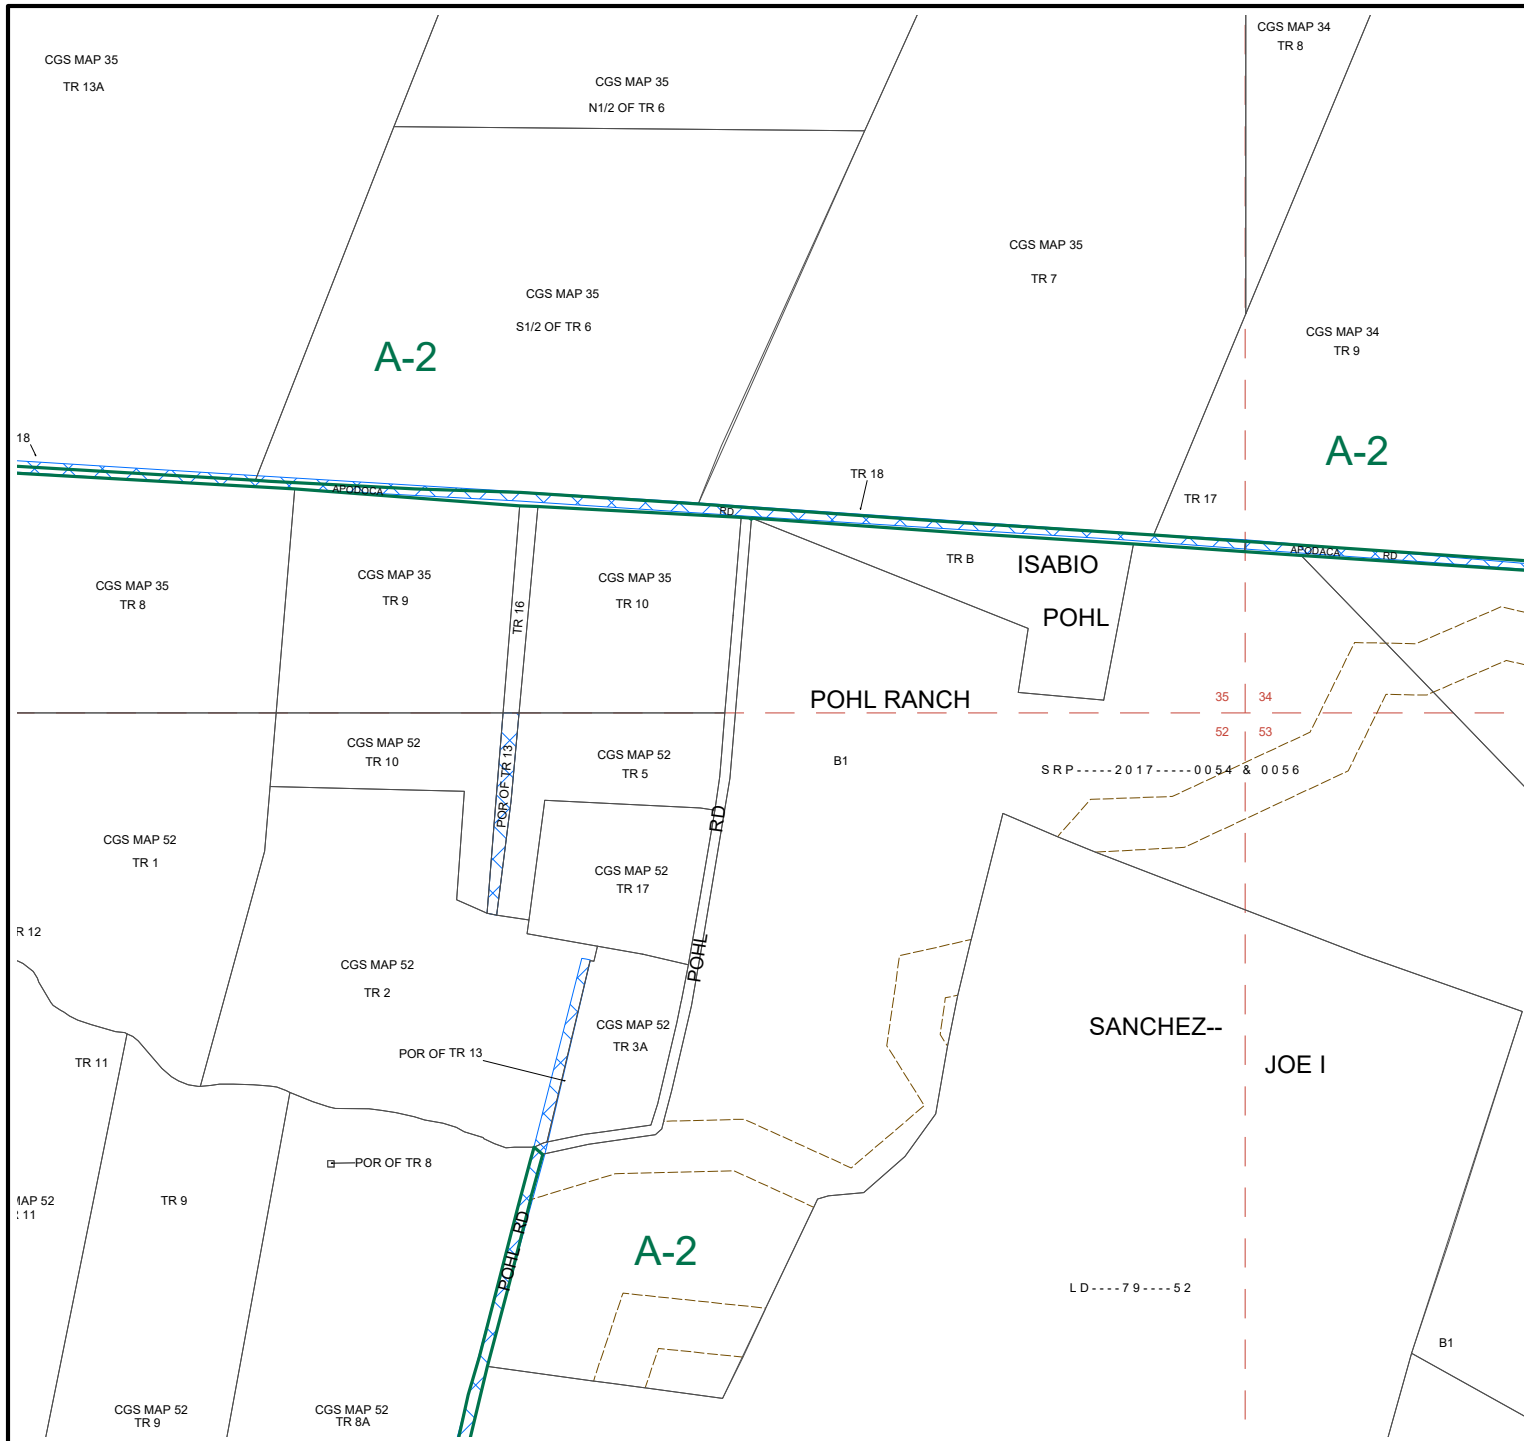 CGS MAP 35
TR 13A
CGS MAP 35
N1/2 OF TR 6
CGS MAP 34
TR 8
CGS MAP 35
TR 7
CGS MAP 35
S1/2 OF TR 6
A-2
CGS MAP 34
TR 9
A-2
18
TR 18
TR 17
APODOCA
RD
APODACA
RD
TR B
ISABIO
POHL
CGS MAP 35
TR 8
CGS MAP 35
TR 9
TR 16
CGS MAP 35
TR 10
POHL RANCH
35
34
52
53
CGS MAP 52
TR 10
POR OF TR 13
CGS MAP 52
TR 5
B1
SRP-----2017-----0054 & 0056
RD
CGS MAP 52
TR 1
CGS MAP 52
TR 17
R 12
POHL
CGS MAP 52
TR 2
CGS MAP 52
TR 3A
SANCHEZ--
JOE I
TR 11
POR OF TR 13
POR OF TR 8
MAP 52
11
TR 9
POHL RD
A-2
LD----79----52
B1
CGS MAP 52
TR 9
CGS MAP 52
TR 8A